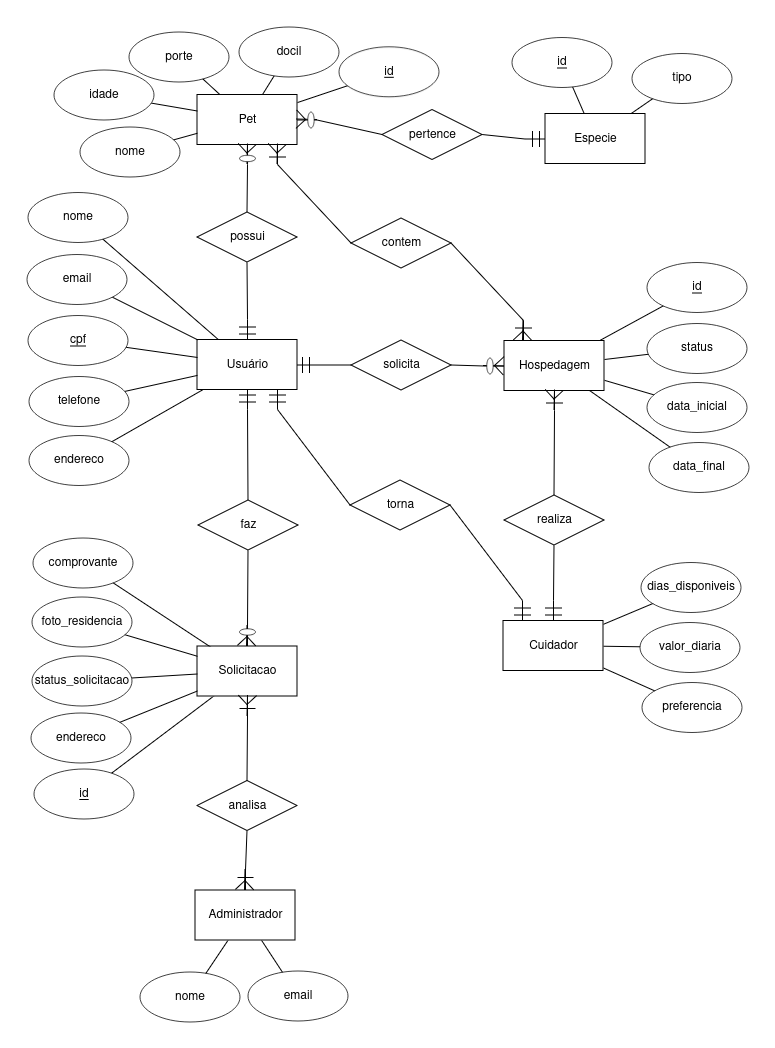 porte
docil
id
idade
nome
Pet
pertence
id
tipo
Especie
possui
contem
nome
email
cpf
telefone
endereco
Usuário
solicita
Hospedagem
id
status
data_inicial
data_final
faz
torna
realiza
comprovante
foto_residencia
status_solicitacao
endereco
id
Solicitacao
Cuidador
dias_disponiveis
valor_diaria
preferencia
analisa
Administrador
nome
email